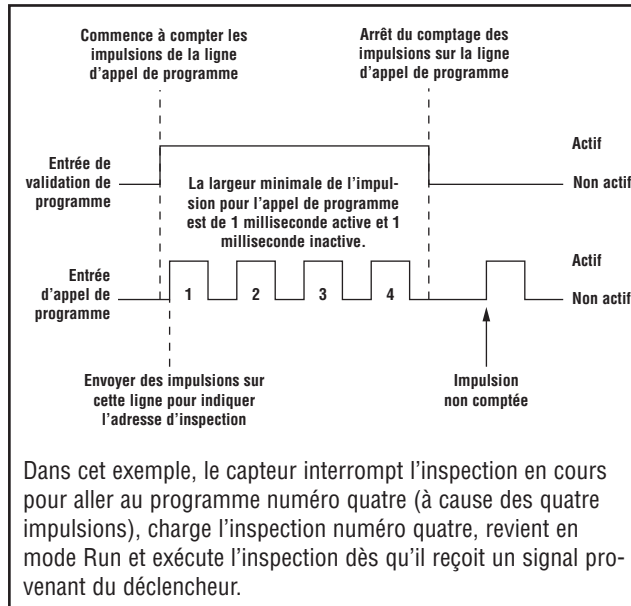 Commence à compter les
impulsions de la ligne
d'appel de programme
Arrêt du comptage des
impulsions sur la ligne
d'appel de programme
Entrée de
validation de
programme
Actif
Non actif
La largeur minimale de l'impul-
sion pour l'appel de programme
est de 1 milliseconde active et 1
milliseconde inactive.
Entrée
d'appel de
programme
1 2 3 4
Actif
Non actif
Envoyer des impulsions sur
cette ligne pour indiquer
l'adresse d'inspection
Impulsion
non comptée
Dans cet exemple, le capteur interrompt l'inspection en cours
pour aller au programme numéro quatre (à cause des quatre
impulsions), charge l'inspection numéro quatre, revient en
mode Run et exécute l'inspection dès qu'il reçoit un signal pro-
venant du déclencheur.